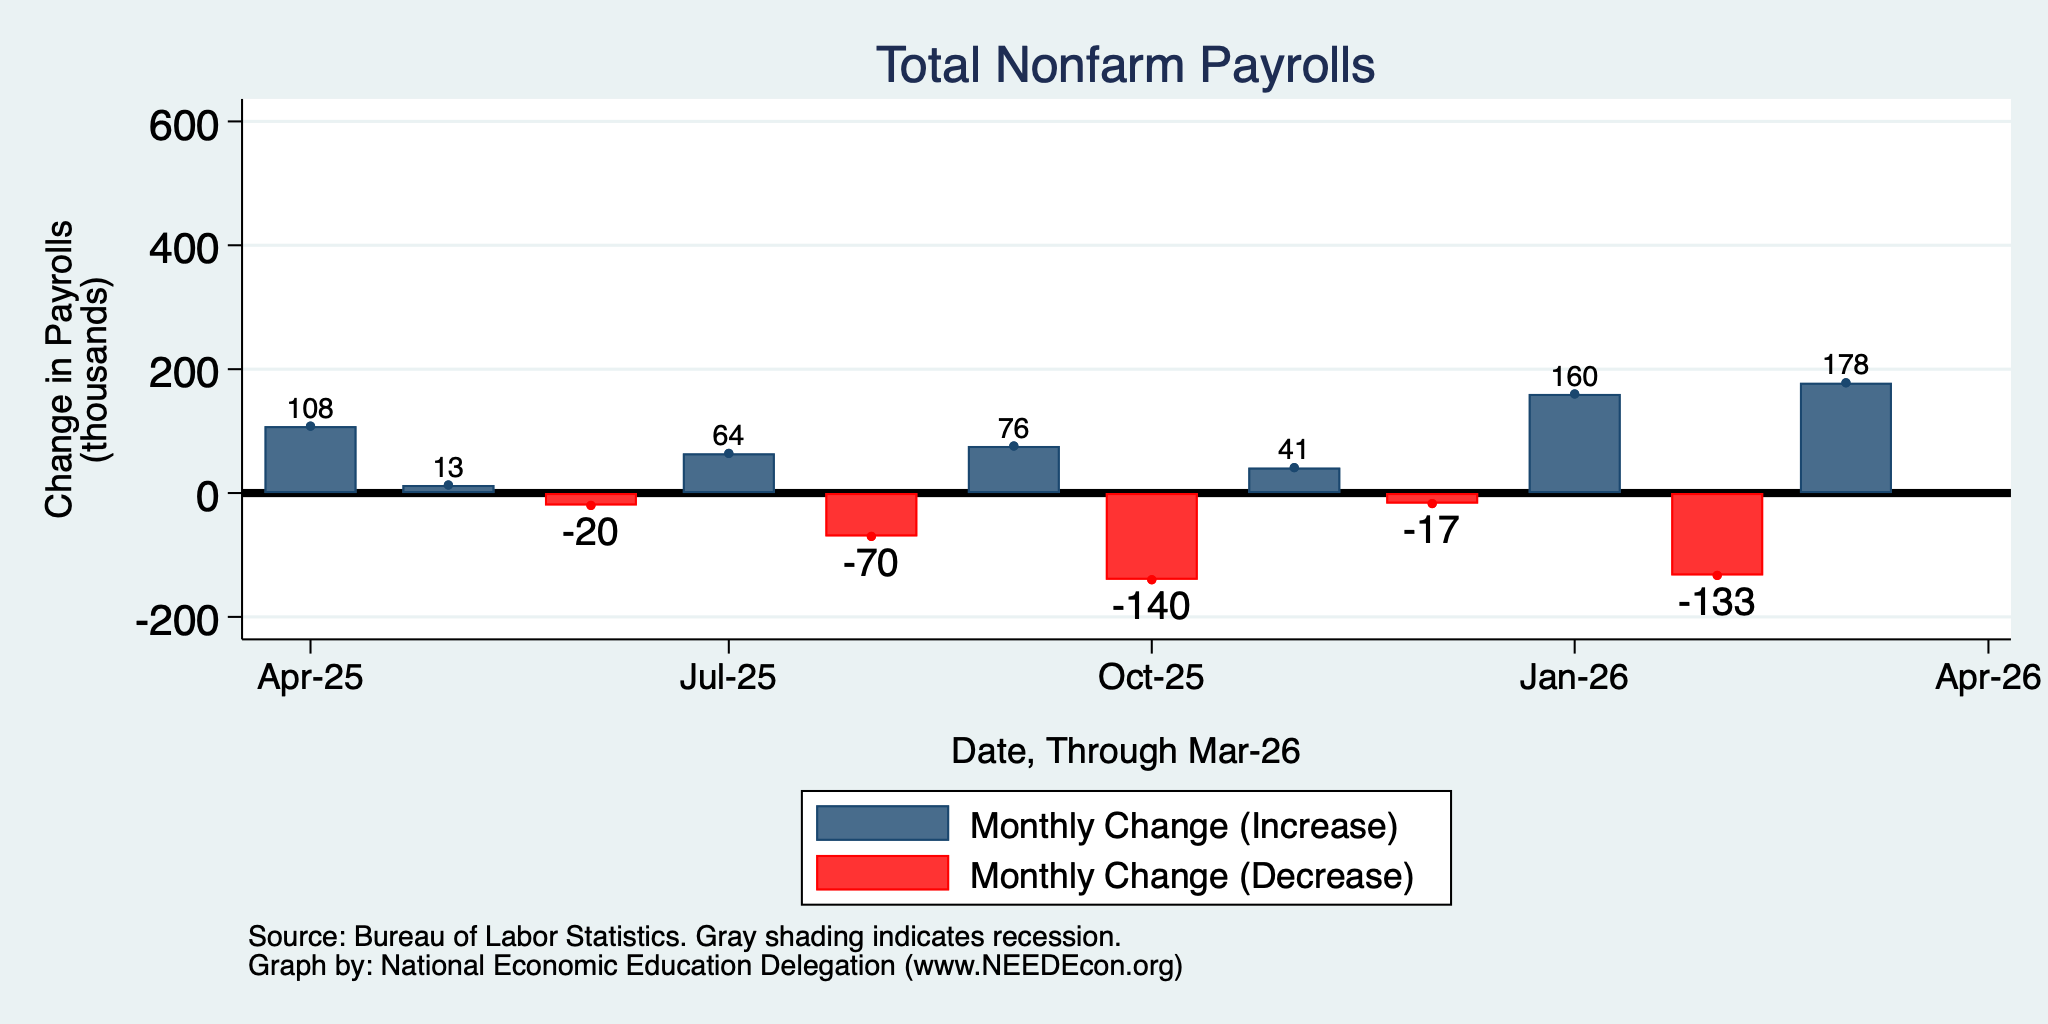 Total Nonfarm Payrolls
Change in Payrolls
(thousands)
600
400
200
0
-200
108
13
-20
64
-70
76
-140
41
-17
160
-133
178
Apr-25
Jul-25
Oct-25
Jan-26
Apr-26
Date, Through Mar-26
Monthly Change (Increase)
Monthly Change (Decrease)
Source: Bureau of Labor Statistics. Gray shading indicates recession.
Graph by: National Economic Education Delegation (www.NEEDEcon.org)